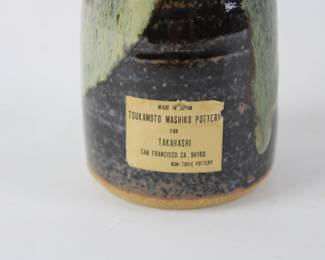 MADE IN JAPAN
TSUKAMOTO MASHIKO POTTERY
FOR
TAKAHASHI
SAN FRANCISCO, CA. 94103
NON-TOXIC POTTERY